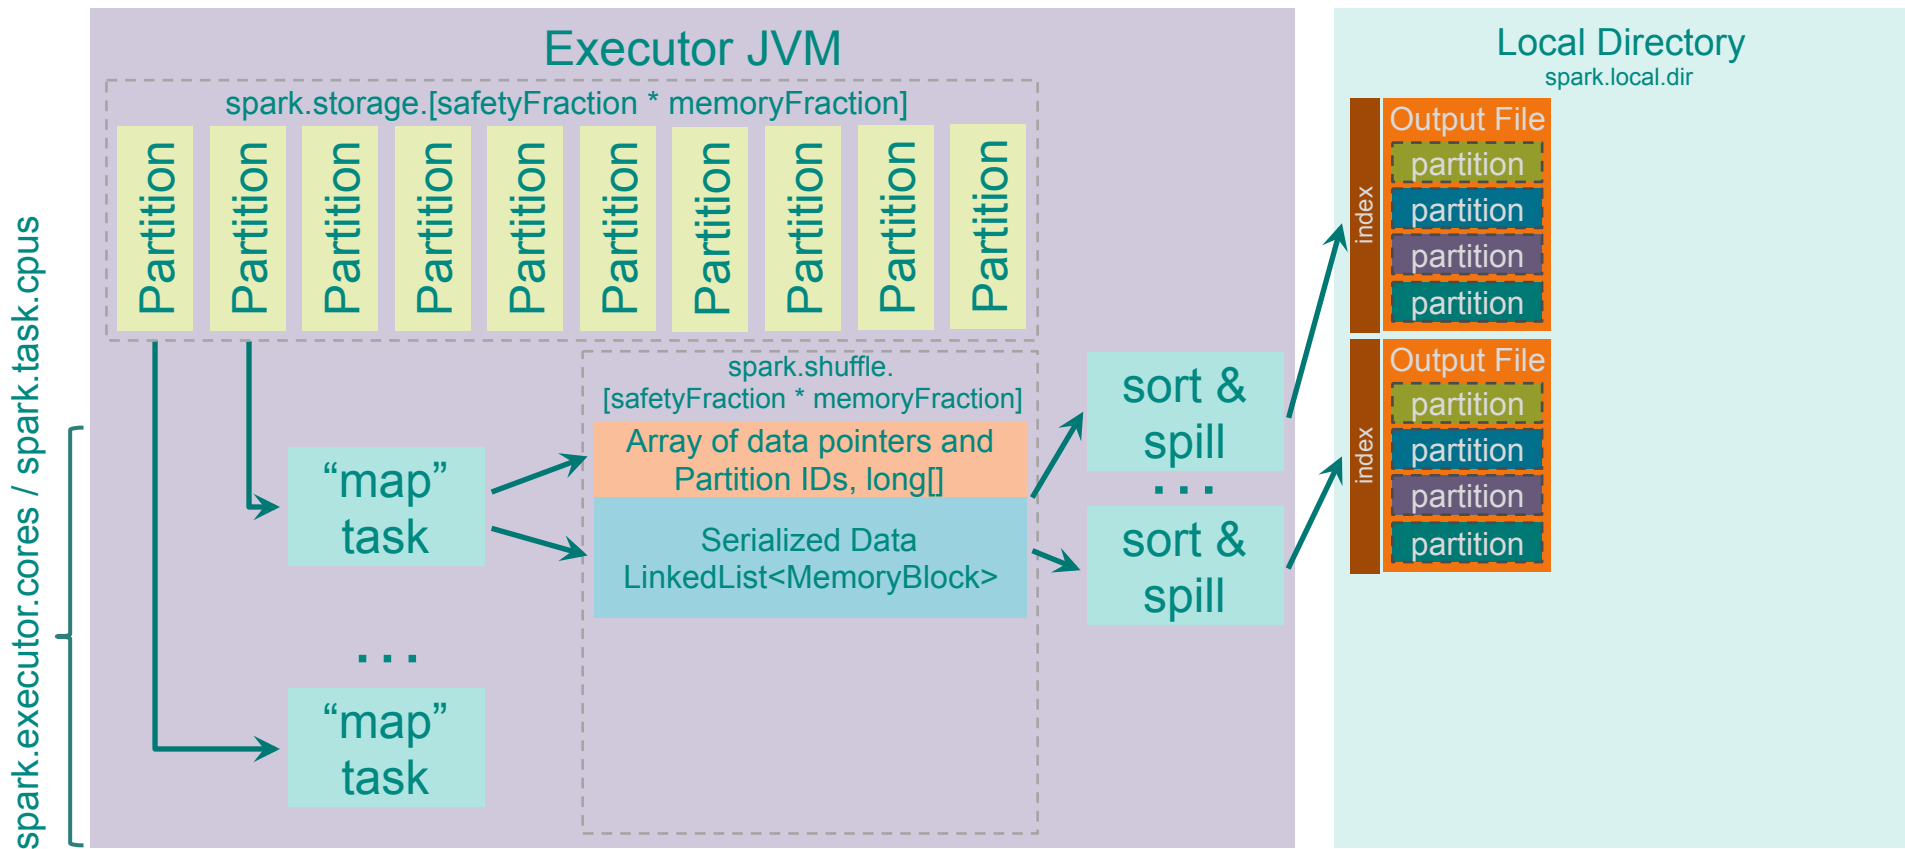 Executor JVM
spark.storage.[safetyFraction * memoryFraction]
Partition
Partition
Partition
Partition
Partition
Partition
Partition
Partition
Partition
Partition
spark.executor.cores / spark.task.cpus
“map”
task
...
“map”
task
spark.shuffle.
[safetyFraction * memoryFraction]
Array of data pointers and
Partition IDs, long[]
Serialized Data
LinkedList<MemoryBlock>
sort &
spill
...
sort &
spill
Local Directory
spark.local.dir
index
Output File
partition
partition
partition
partition
index
Output File
partition
partition
partition
partition